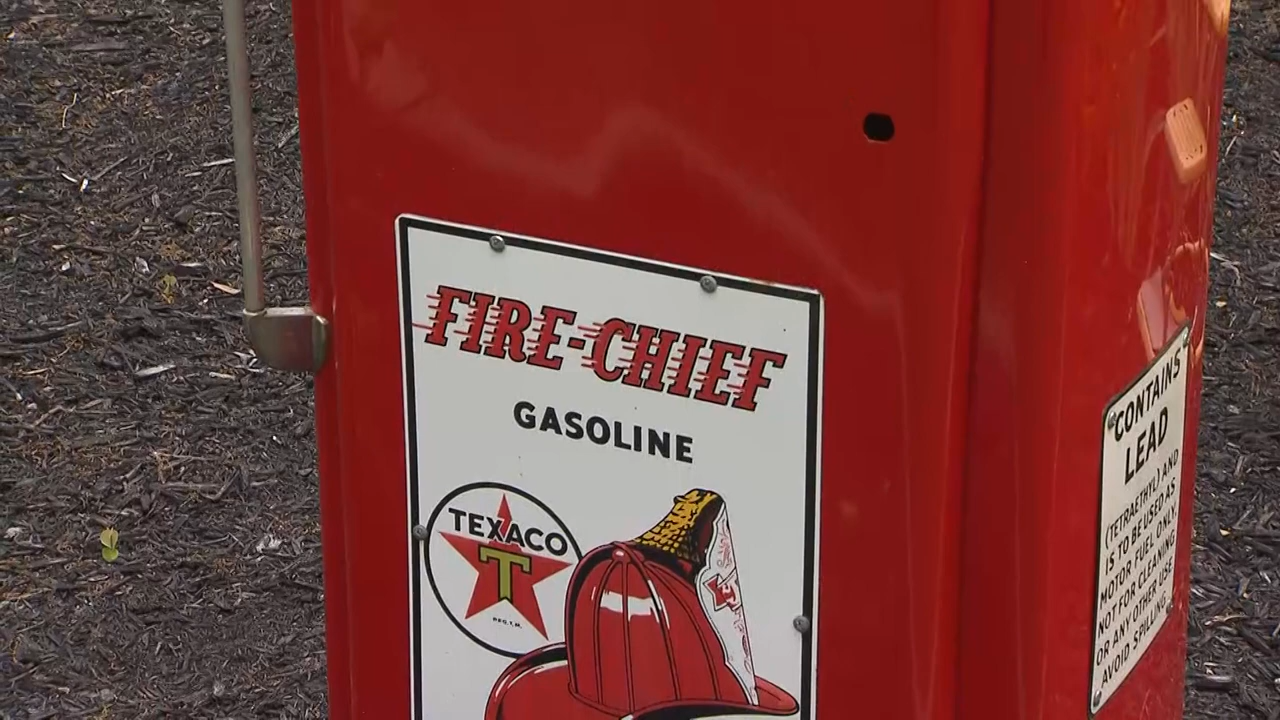 FIRE-CHIEF
GASOLINE
TEXACO
T
REG. T.M.
CONTAINS
LEAD
(TETRAETHYL) AND
IS TO BE USED AS
MOTOR FUEL ONLY.
NOT FOR CLEANING
OR ANY OTHER USE.
AVOID SPILLING.